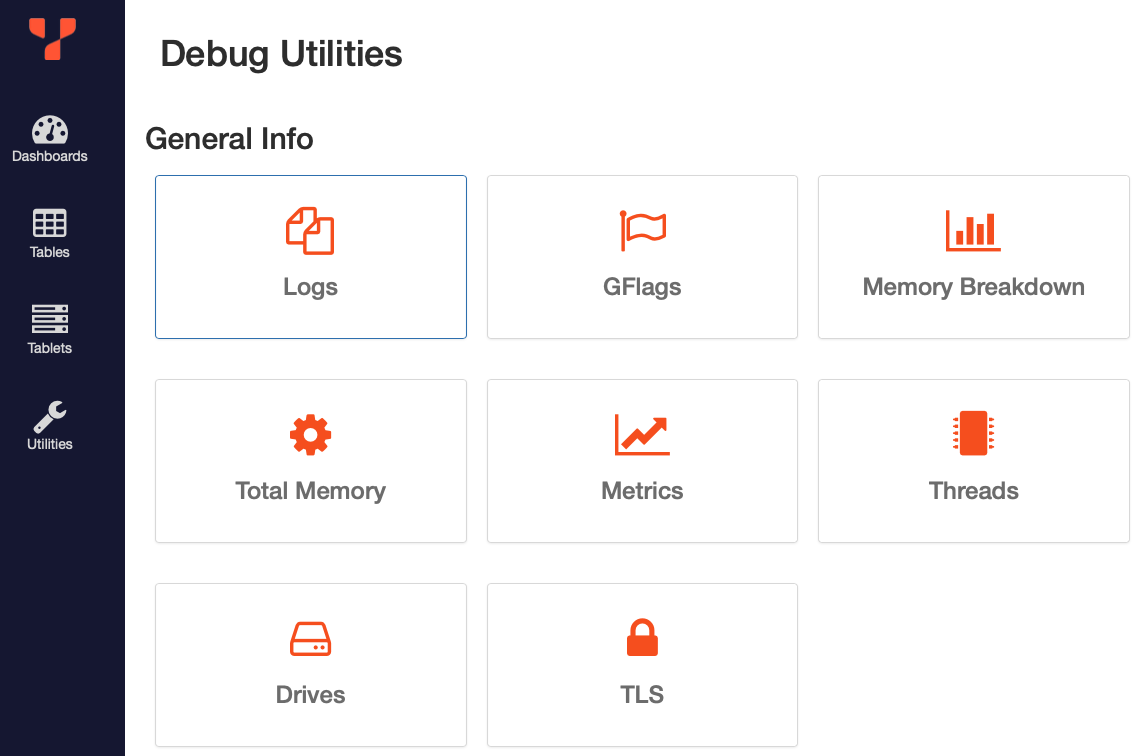 Debug Utilities
Dashboards
Tables
Tablets
Utilities
General Info
Logs
GFlags
Memory Breakdown
Total Memory
Metrics
Threads
Drives
TLS